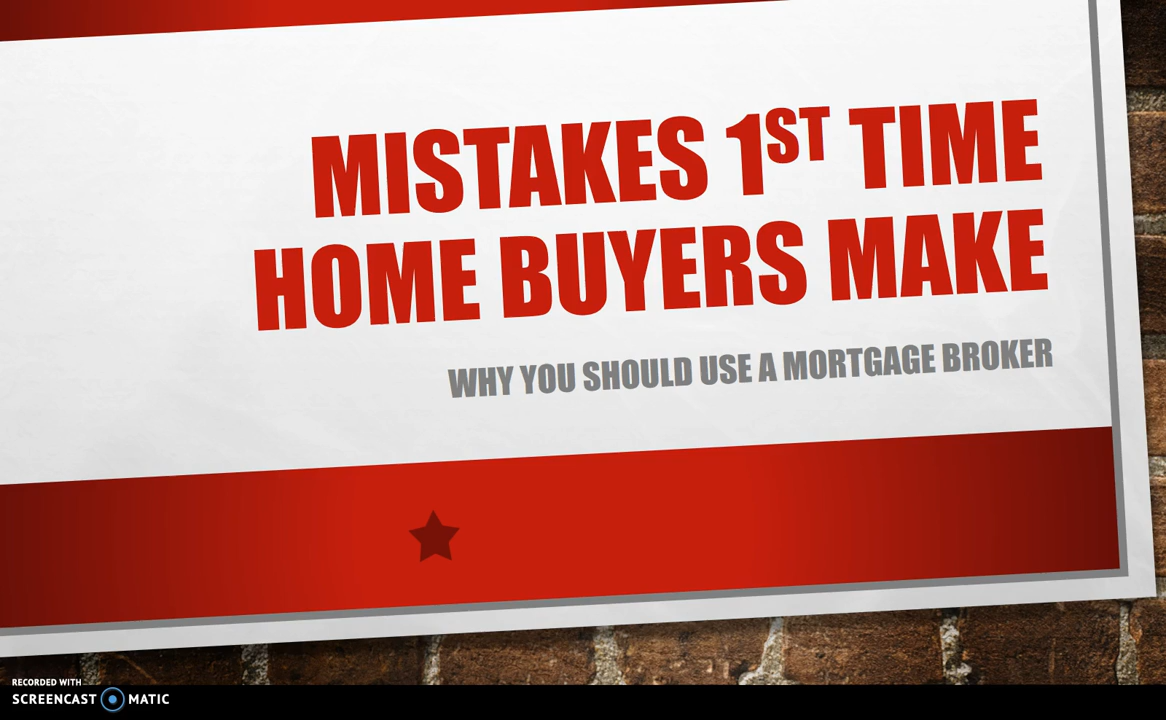 MISTAKES 1ST TIME
HOME BUYERS MAKE
WHY YOU SHOULD USE A MORTGAGE BROKER
RECORDED WITH
SCREENCAST MATIC